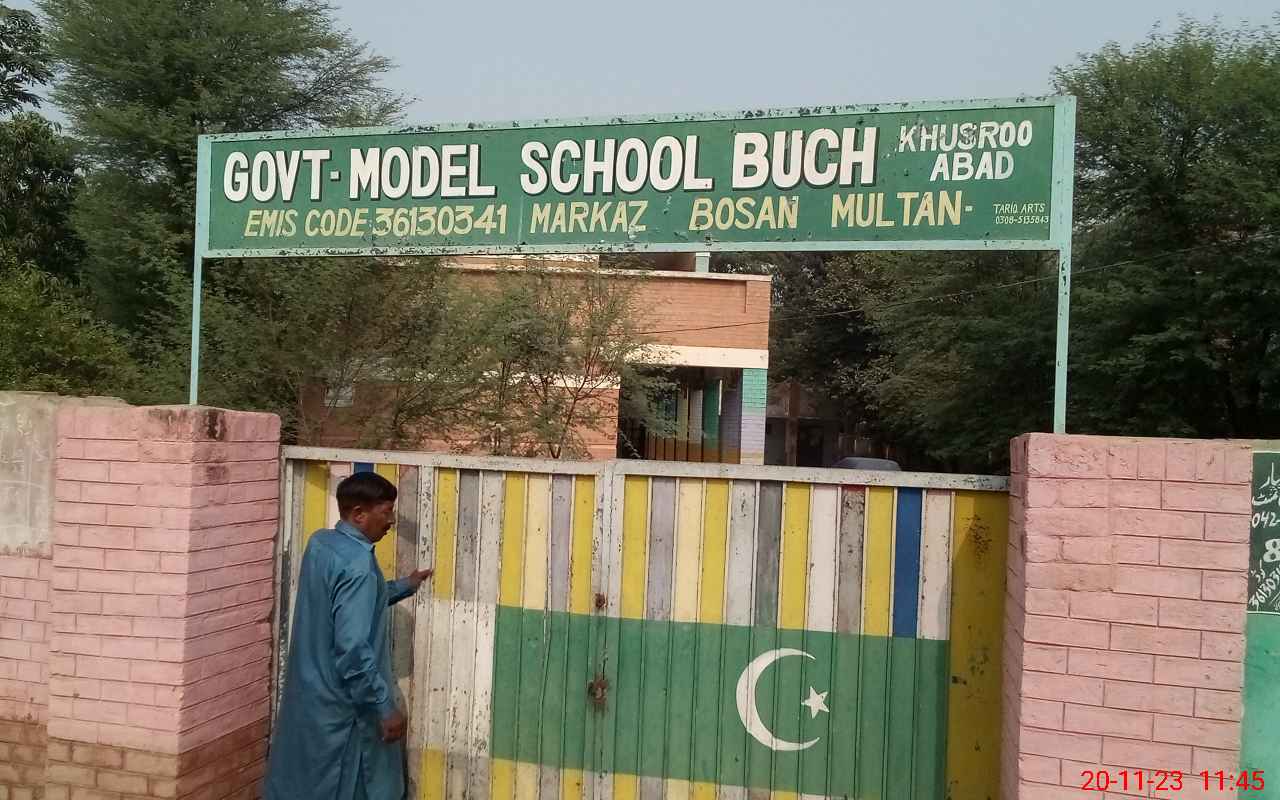 GOVT- MODEL SCHOOL BUCH KHUSROO ABAD
EMIS CODE-36130341 MARKAZ BOSAN MULTAN-
TARIQ ARTS
0308-5135843
042-
20-11-23 11:45